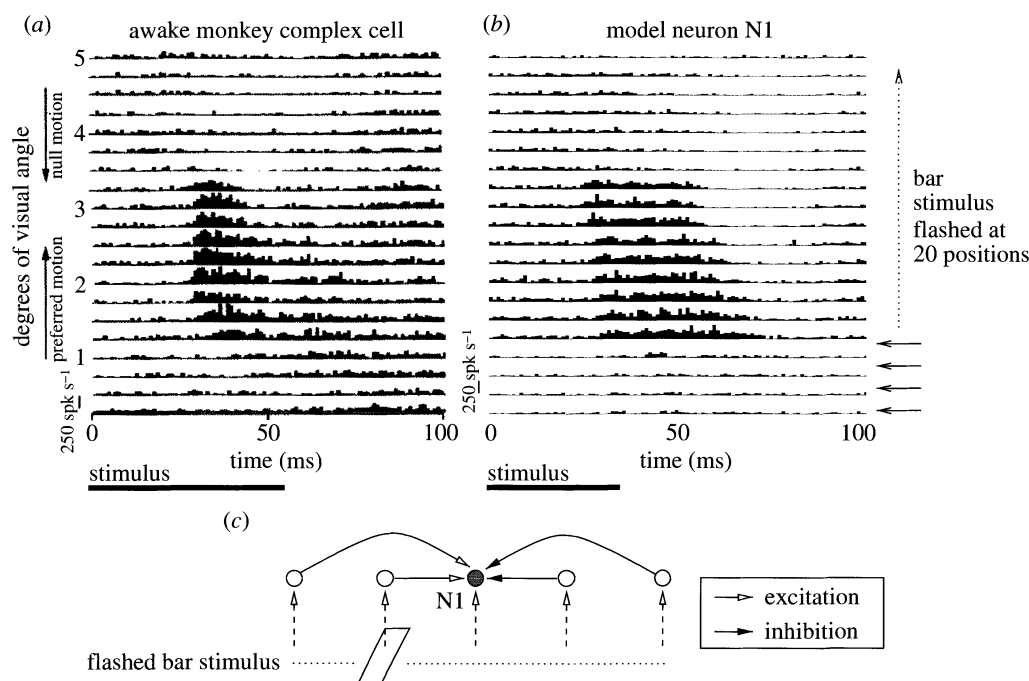 (a)
awake monkey complex cell
5
4
3
2
1
degrees of visual angle
null motion
preferred motion
250 spk s⁻¹
0
50
100
time (ms)
stimulus
(b)
model neuron N1
250 spk s⁻¹
0
50
100
time (ms)
stimulus
bar
stimulus
flashed at
20 positions
(c)
N1
flashed bar stimulus
excitation
inhibition